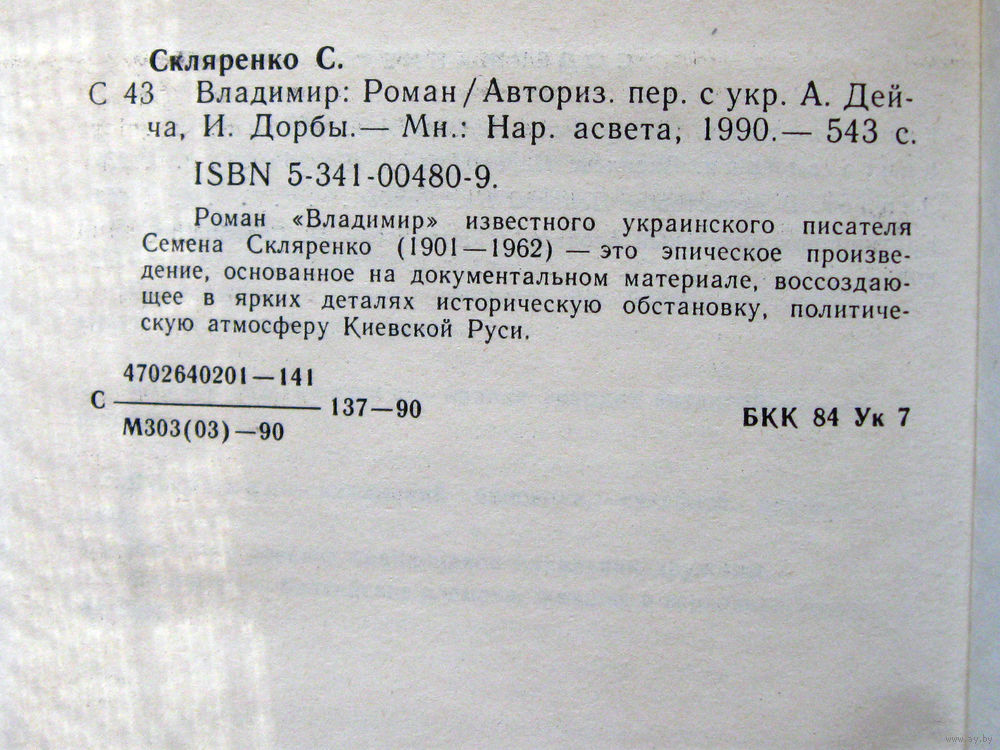 Скляренко С.
С 43 Владимир: Роман/Авториз. пер. с укр. А. Дей-
ча, И. Дорбы.— Мн.: Нар. асвета, 1990.— 543 с.
ISBN 5-341-00480-9.
Роман «Владимир» известного украинского писателя
Семена Скляренко (1901—1962) — это эпическое произве-
дение, основанное на документальном материале, воссоздаю-
щее в ярких деталях историческую обстановку, политиче-
скую атмосферу Киевской Руси.
4702640201—141
С 137—90
М303(03)—90
БКК 84 Ук 7
www.ay.by